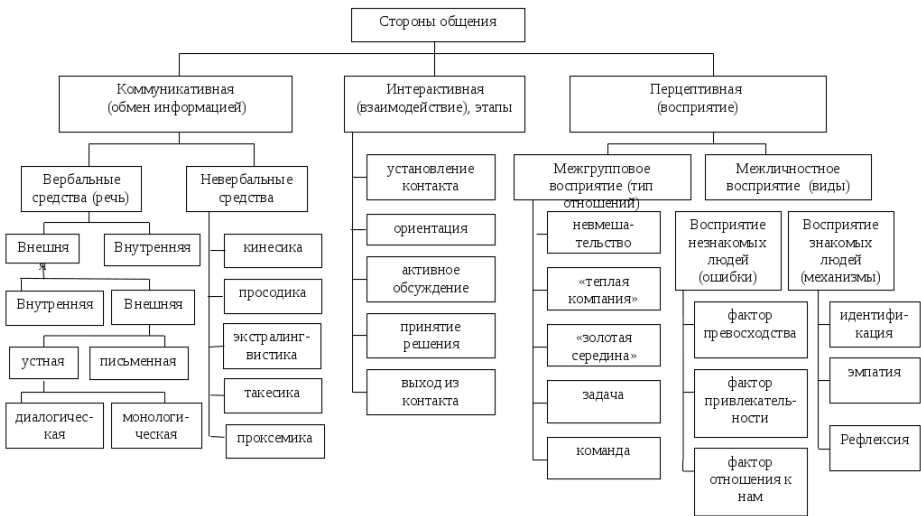 Стороны общения
Коммуникативная
(обмен информацией)
Интерактивная
(взаимодействие), этапы
Перцептивная
(восприятие)
Вербальные
средства (речь)
Невербальные
средства
установление
контакта
Межгрупповое
восприятие (тип
отношений)
Межличностное
восприятие (виды)
Внешня
я
Внутренняя
Внутренняя
Внешняя
устная
письменная
диалогичес-
кая
моно­логи-
ческая
кинесика
просодика
экстралинг-
вистика
такесика
проксемика
ориентация
активное
обсуждение
принятие
решения
выход из
контакта
невмеша-
тельство
«теплая
компания»
«золотая
середина»
задача
команда
Восприятие
незнакомых
людей
(ошибки)
фактор
превосходства
фактор
привлекатель-
ности
фактор
отношения к
нам
Восприятие
знакомых
людей
(механизмы)
идентифи-
кация
эмпатия
Рефлексия